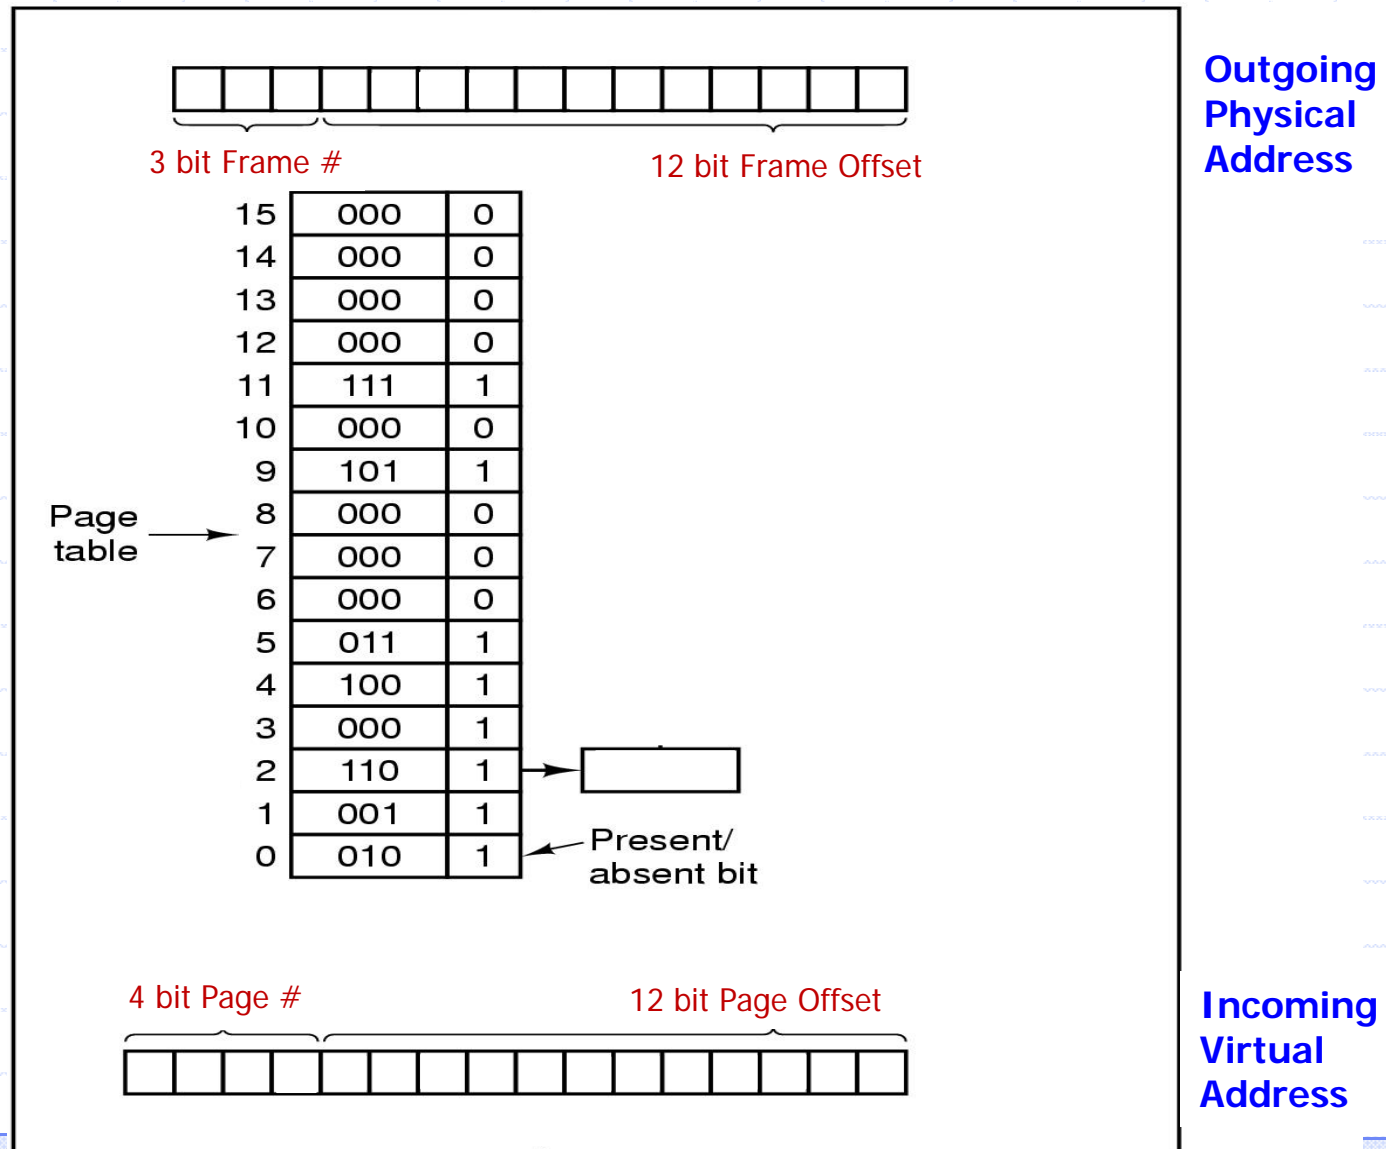 Outgoing
Physical
Address
3 bit Frame #
12 bit Frame Offset
15 000 0
14 000 0
13 000 0
12 000 0
11 111 1
10 000 0
9 101 1
8 000 0
7 000 0
6 000 0
5 011 1
4 100 1
3 000 1
2 110 1
1 001 1
0 010 1
Page
table
Present/
absent bit
4 bit Page #
12 bit Page Offset
Incoming
Virtual
Address